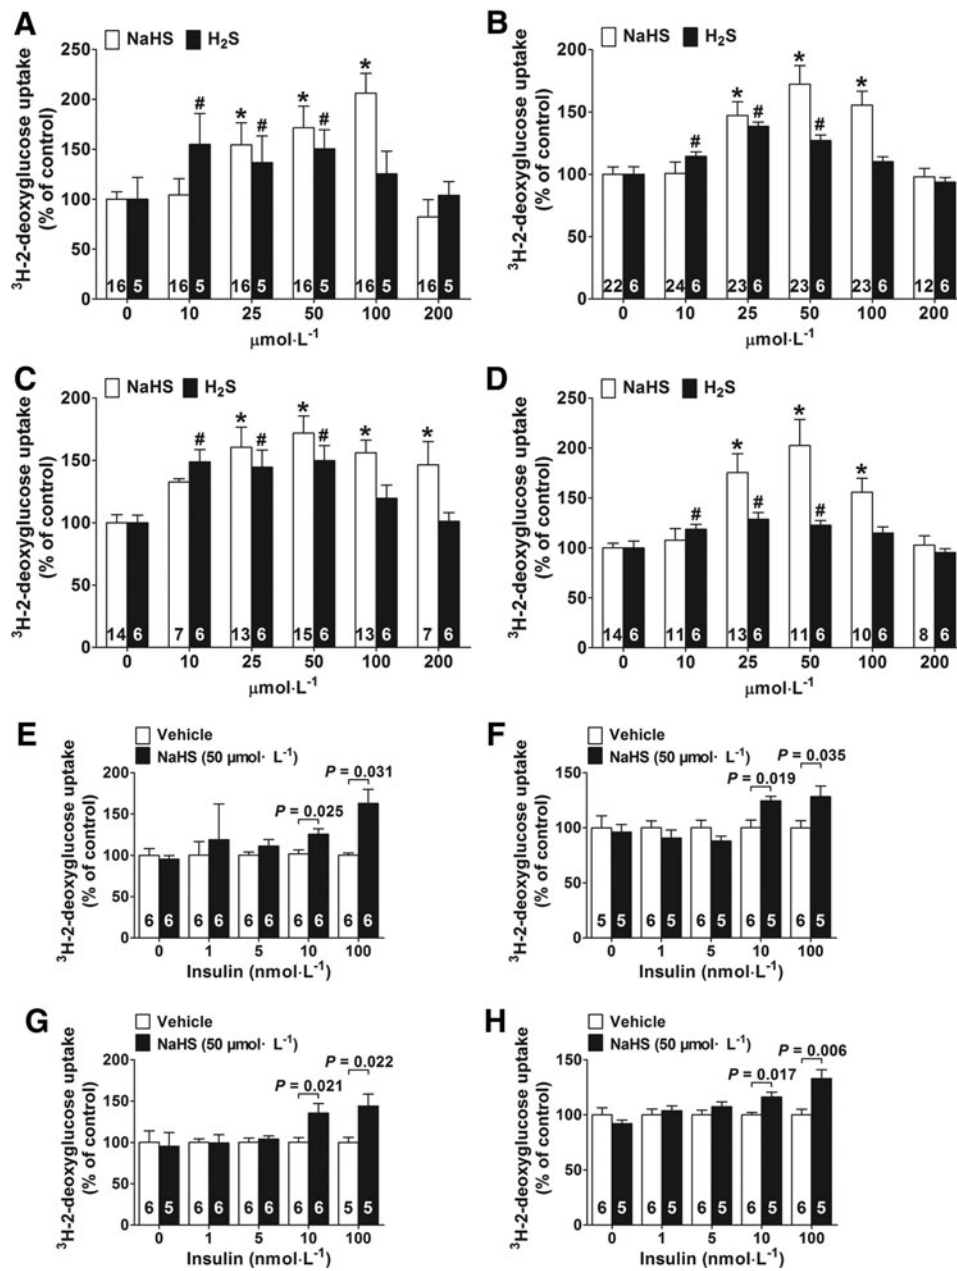 A
NaHS H₂S
³H-2-deoxyglucose uptake
(% of control)
250
200
150
100
50
0
* * * # # #
16 5 16 5 16 5 16 5 16 5 16 5
0 10 25 50 100 200
μmol·L⁻¹
B
NaHS H₂S
³H-2-deoxyglucose uptake
(% of control)
200
150
100
50
0
* * * # # #
22 6 24 6 23 6 23 6 23 6 12 6
0 10 25 50 100 200
μmol·L⁻¹
C
NaHS H₂S
³H-2-deoxyglucose uptake
(% of control)
200
150
100
50
0
* * * * # # #
14 6 7 6 13 6 15 6 13 6 7 6
0 10 25 50 100 200
μmol·L⁻¹
D
NaHS H₂S
³H-2-deoxyglucose uptake
(% of control)
250
200
150
100
50
0
* * * # # #
14 6 11 6 13 6 11 6 10 6 8 6
0 10 25 50 100 200
μmol·L⁻¹
E
Vehicle
NaHS (50 μmol· L⁻¹)
³H-2-deoxyglucose uptake
(% of control)
200
150
100
50
0
P = 0.031
P = 0.025
6 6 6 6 6 6 6 6 6 6
0 1 5 10 100
Insulin (nmol·L⁻¹)
F
Vehicle
NaHS (50 μmol· L⁻¹)
³H-2-deoxyglucose uptake
(% of control)
150
100
50
0
P = 0.035
P = 0.019
5 5 6 5 6 5 6 5 6 5
0 1 5 10 100
Insulin (nmol·L⁻¹)
G
Vehicle
NaHS (50 μmol· L⁻¹)
³H-2-deoxyglucose uptake
(% of control)
200
150
100
50
0
P = 0.022
P = 0.021
6 5 6 6 6 6 6 6 5 5
0 1 5 10 100
Insulin (nmol·L⁻¹)
H
Vehicle
NaHS (50 μmol· L⁻¹)
³H-2-deoxyglucose uptake
(% of control)
150
100
50
0
P = 0.006
P = 0.017
6 5 6 5 6 5 6 5 6 5
0 1 5 10 100
Insulin (nmol·L⁻¹)